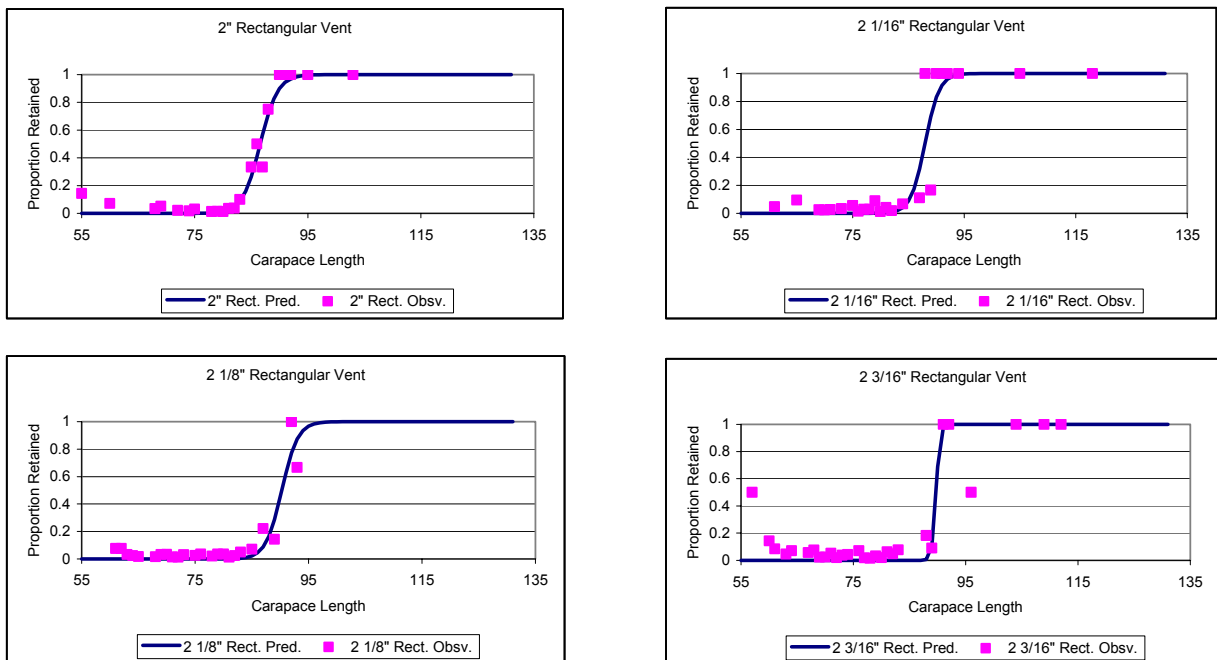 2" Rectangular Vent
Proportion Retained
1
0.8
0.6
0.4
0.2
0
55 75 95 115 135
Carapace Length
2" Rect. Pred. 2" Rect. Obsv.
2 1/16" Rectangular Vent
Proportion Retained
1
0.8
0.6
0.4
0.2
0
55 75 95 115 135
Carapace Length
2 1/16" Rect. Pred. 2 1/16" Rect. Obsv.
2 1/8" Rectangular Vent
Proportion Retained
1
0.8
0.6
0.4
0.2
0
55 75 95 115 135
Carapace Length
2 1/8" Rect. Pred. 2 1/8" Rect. Obsv.
2 3/16" Rectangular Vent
Proportion Retained
1
0.8
0.6
0.4
0.2
0
55 75 95 115 135
Carapace Length
2 3/16" Rect. Pred. 2 3/16" Rect. Obsv.